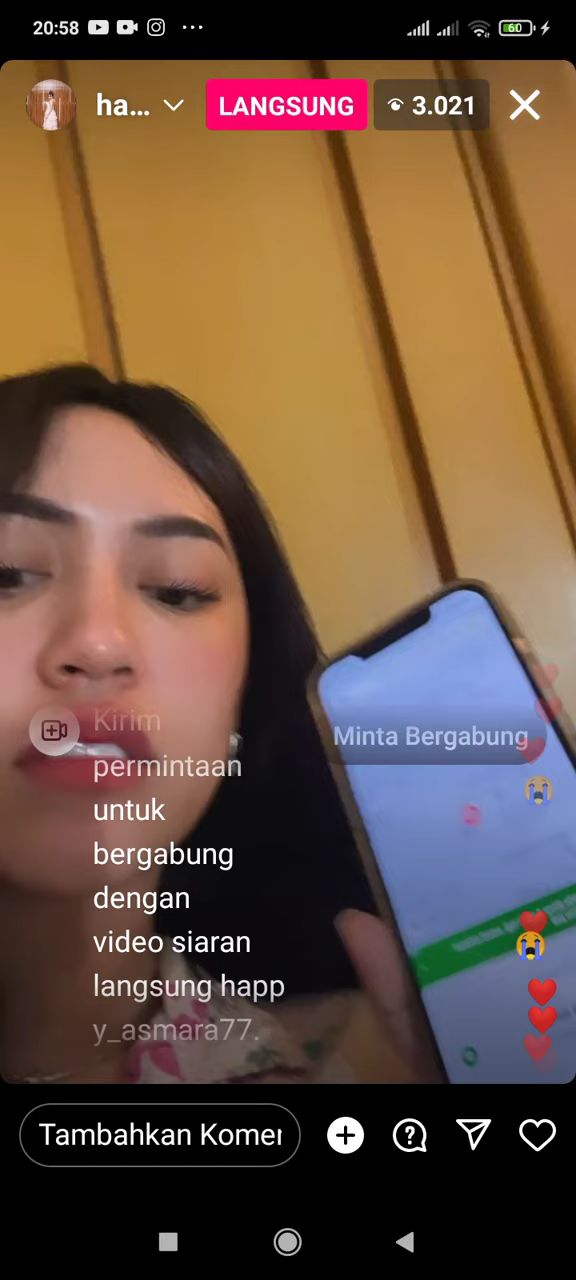 20:58
60
ha...
LANGSUNG
3.021
Kirim
permintaan
untuk
bergabung
dengan
video siaran
langsung happ
y_asmara77.
Minta Bergabung
Tambahkan Komen